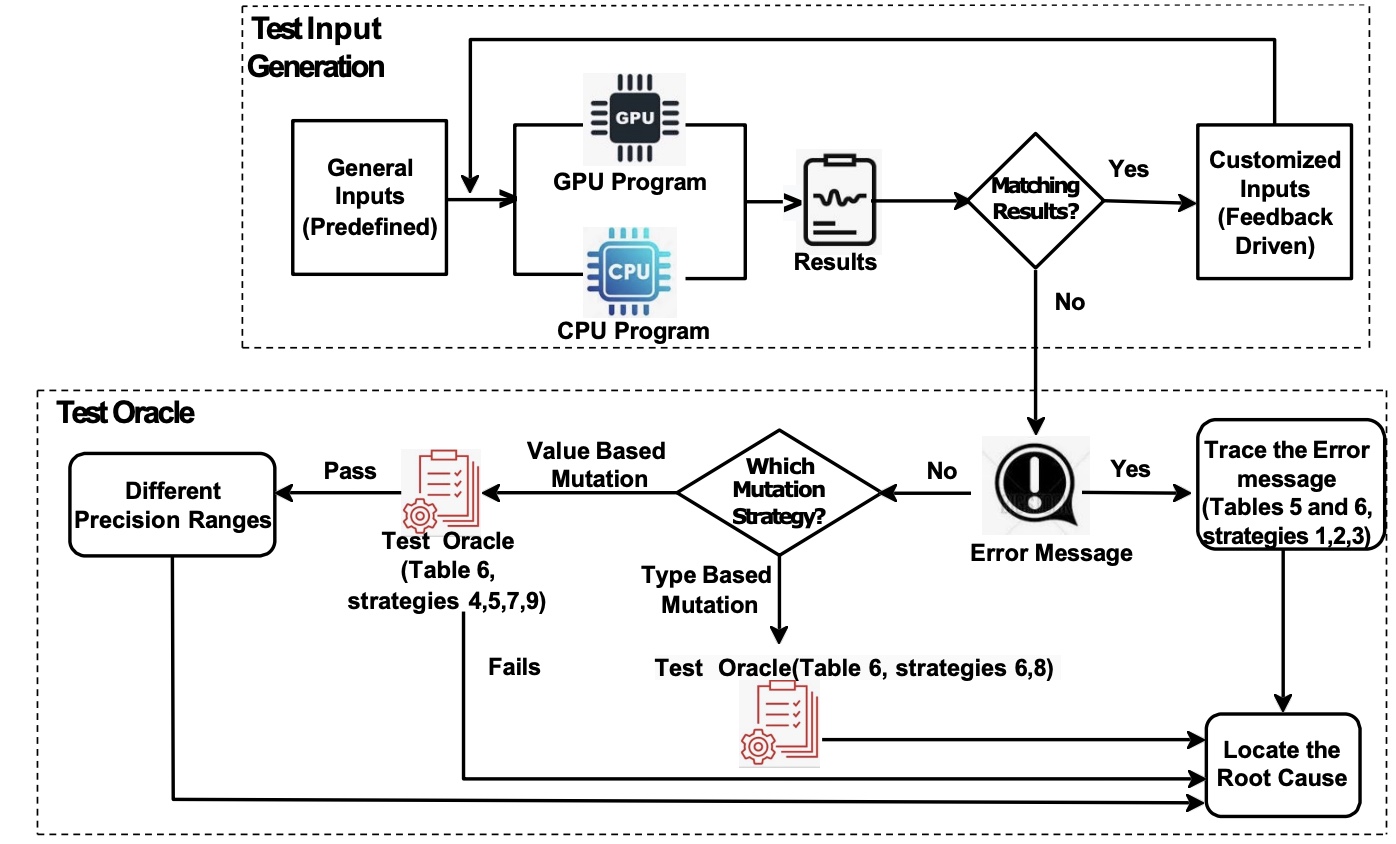 Test Input
Generation
General
Inputs
(Predefined)
GPU
GPU Program
CPU
CPU Program
Results
Matching
Results?
Yes
Customized
Inputs
(Feedback
Driven)
No
Test Oracle
Different
Precision Ranges
Pass
Test Oracle
(Table 6,
strategies 4,5,7,9)
Value Based
Mutation
Which
Mutation
Strategy?
No
Error Message
Yes
Trace the Error
message
(Tables 5 and 6,
strategies 1,2,3)
Type Based
Mutation
Fails
Test Oracle(Table 6, strategies 6,8)
Locate the
Root Cause